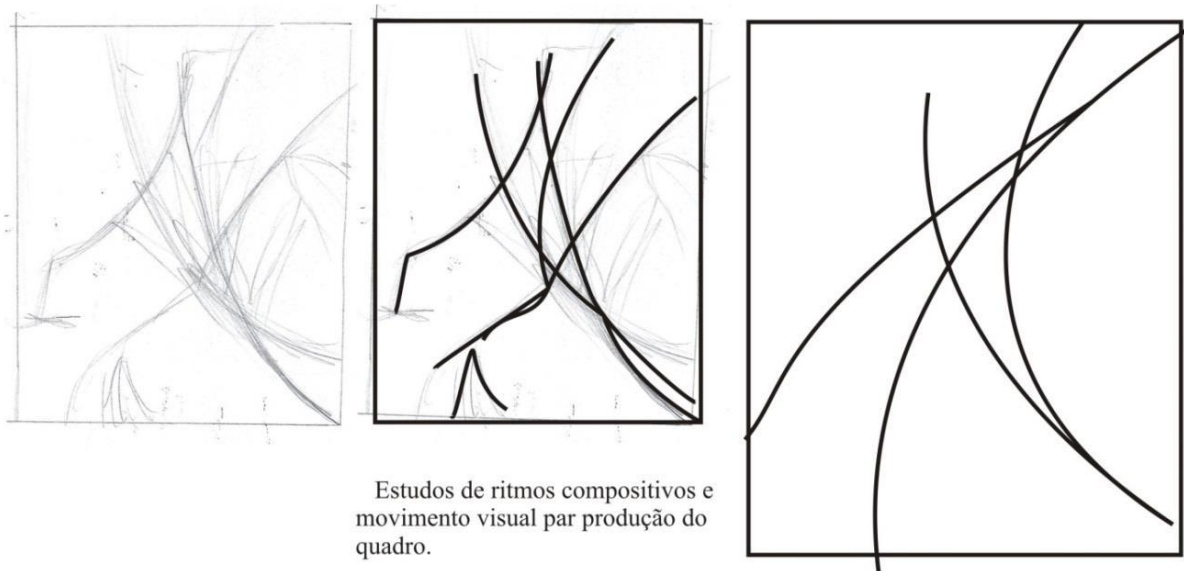 Estudos de ritmos compositivos e
movimento visual par produção do
quadro.